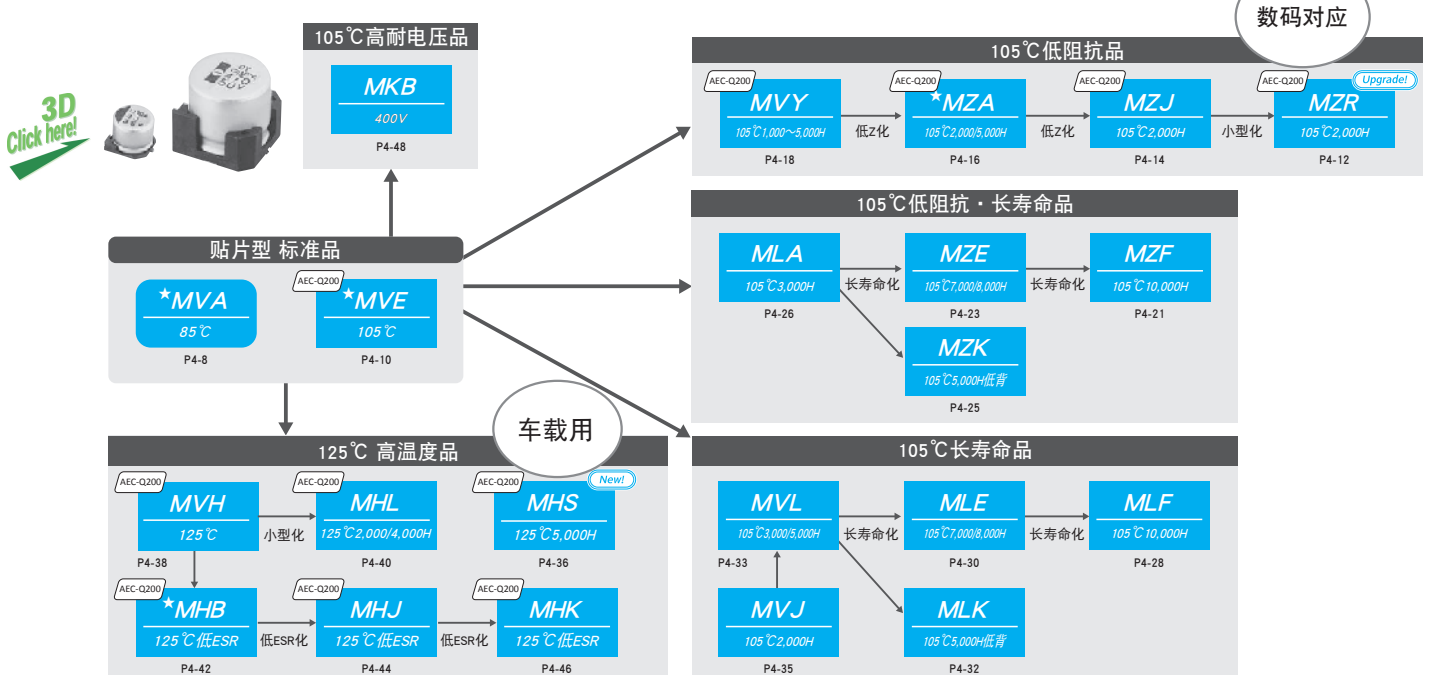 数码对应
3D
Click here!
105℃高耐电压品
MKB
400V
P4-48
105℃低阻抗品
AEC-Q200
MVY
105℃1,000～5,000H
P4-18
低Z化
AEC-Q200
★MZA
105℃2,000/5,000H
P4-16
低Z化
AEC-Q200
MZJ
105℃2,000H
P4-14
小型化
AEC-Q200
Upgrade!
MZR
105℃2,000H
P4-12
105℃低阻抗・长寿命品
MLA
105℃3,000H
P4-26
长寿命化
MZE
105℃7,000/8,000H
P4-23
长寿命化
MZF
105℃10,000H
P4-21
MZK
105℃5,000H低背
P4-25
贴片型 标准品
★MVA
85℃
P4-8
AEC-Q200
★MVE
105℃
P4-10
车载用
125℃ 高温度品
AEC-Q200
MVH
125℃
P4-38
小型化
AEC-Q200
MHL
125℃2,000/4,000H
P4-40
AEC-Q200
New!
MHS
125℃5,000H
P4-36
AEC-Q200
★MHB
125℃低ESR
P4-42
低ESR化
AEC-Q200
MHJ
125℃低ESR
P4-44
低ESR化
AEC-Q200
MHK
125℃低ESR
P4-46
105℃长寿命品
MVL
105℃3,000/5,000H
P4-33
长寿命化
MLE
105℃7,000/8,000H
P4-30
长寿命化
MLF
105℃10,000H
P4-28
MVJ
105℃2,000H
P4-35
MLK
105℃5,000H低背
P4-32